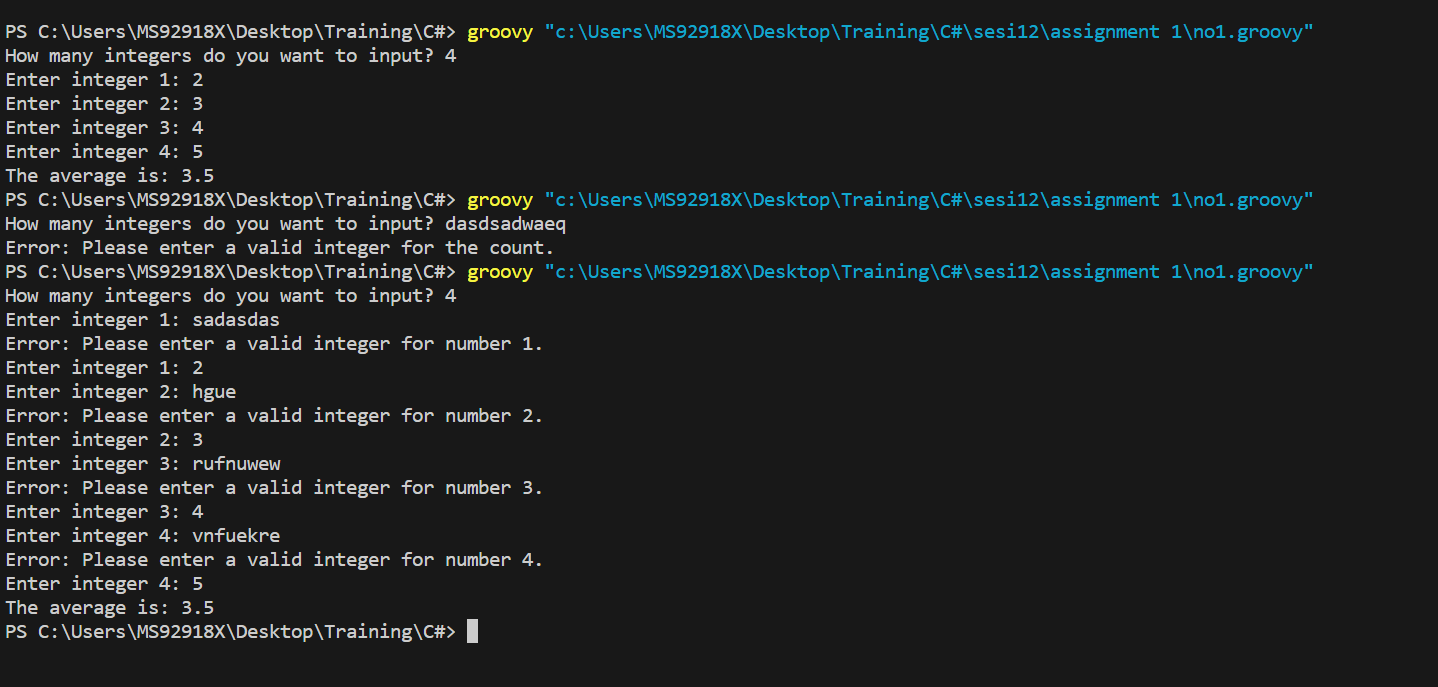 PS C:\Users\MS92918X\Desktop\Training\C#> groovy "c:\Users\MS92918X\Desktop\Training\C#\sesi12\assignment 1\no1.groovy"
How many integers do you want to input? 4
Enter integer 1: 2
Enter integer 2: 3
Enter integer 3: 4
Enter integer 4: 5
The average is: 3.5
PS C:\Users\MS92918X\Desktop\Training\C#> groovy "c:\Users\MS92918X\Desktop\Training\C#\sesi12\assignment 1\no1.groovy"
How many integers do you want to input? dasdsadwaeq
Error: Please enter a valid integer for the count.
PS C:\Users\MS92918X\Desktop\Training\C#> groovy "c:\Users\MS92918X\Desktop\Training\C#\sesi12\assignment 1\no1.groovy"
How many integers do you want to input? 4
Enter integer 1: sadasdas
Error: Please enter a valid integer for number 1.
Enter integer 1: 2
Enter integer 2: hgue
Error: Please enter a valid integer for number 2.
Enter integer 2: 3
Enter integer 3: rufnuwew
Error: Please enter a valid integer for number 3.
Enter integer 3: 4
Enter integer 4: vnfuekre
Error: Please enter a valid integer for number 4.
Enter integer 4: 5
The average is: 3.5
PS C:\Users\MS92918X\Desktop\Training\C#>